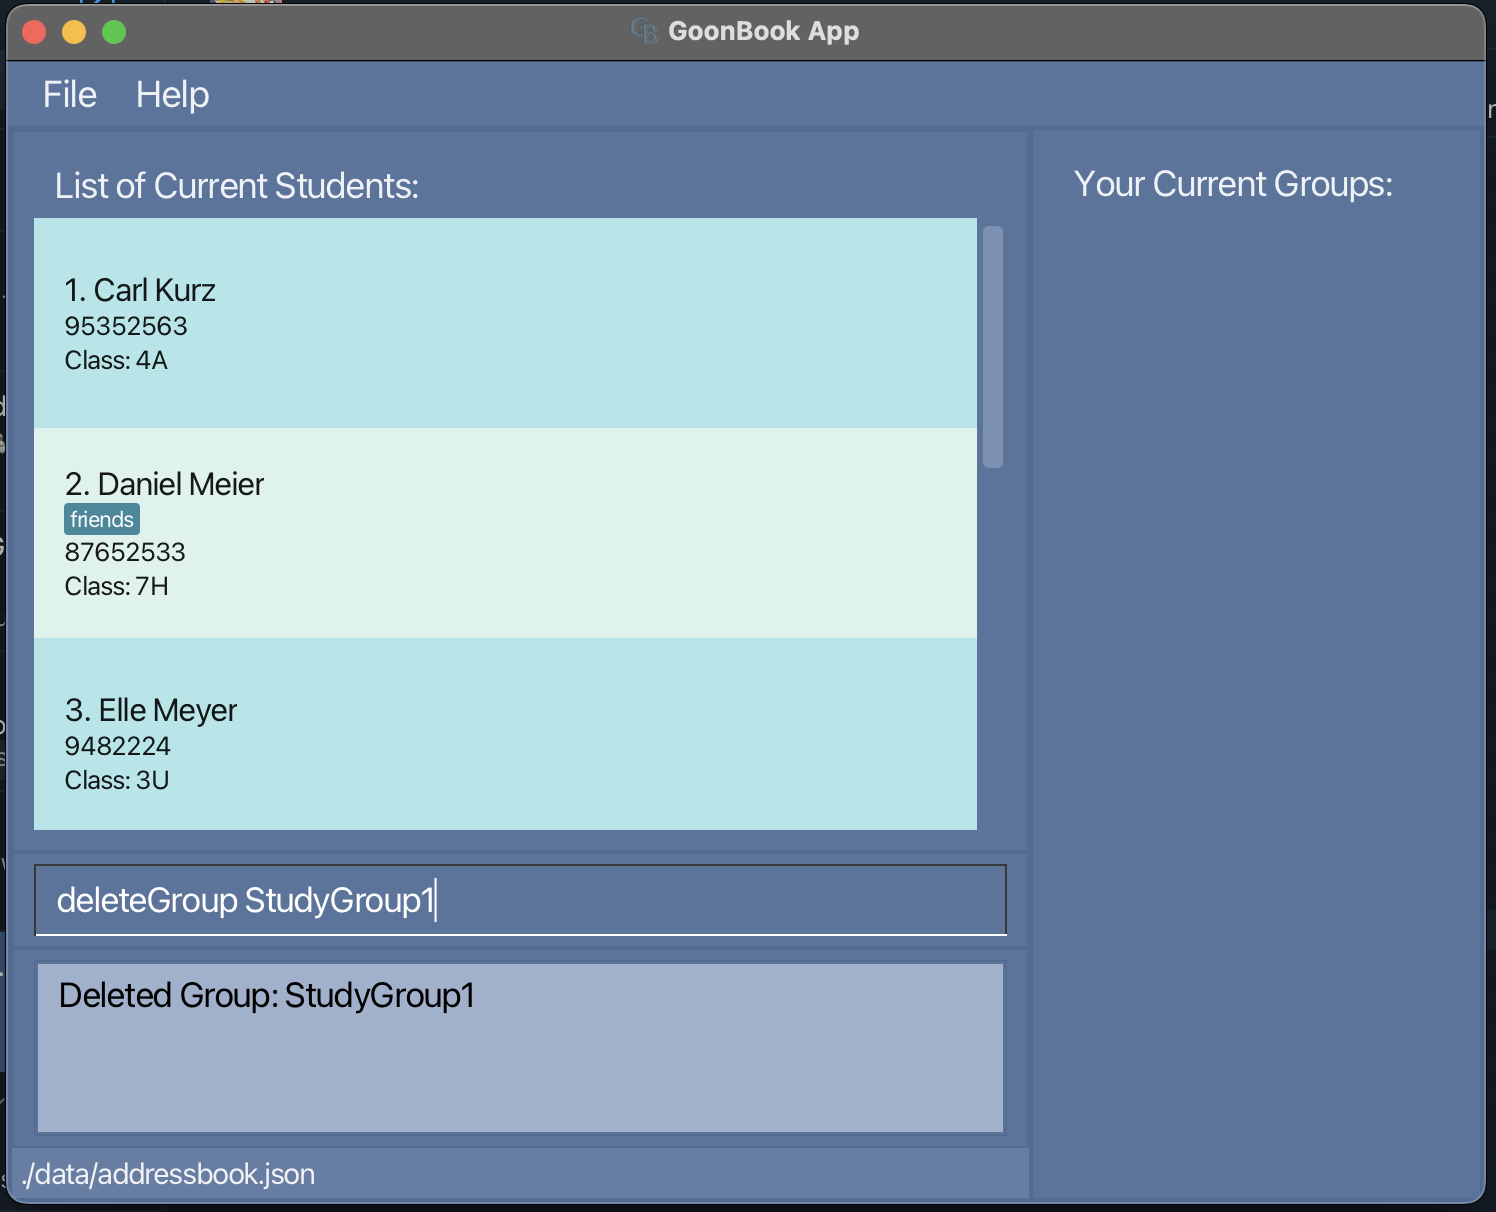 GoonBook App
File Help
List of Current Students:
1. Carl Kurz
95352563
Class: 4A
2. Daniel Meier
friends
87652533
Class: 7H
3. Elle Meyer
9482224
Class: 3U
deleteGroup StudyGroup1
Deleted Group: StudyGroup1
./data/addressbook.json
Your Current Groups: